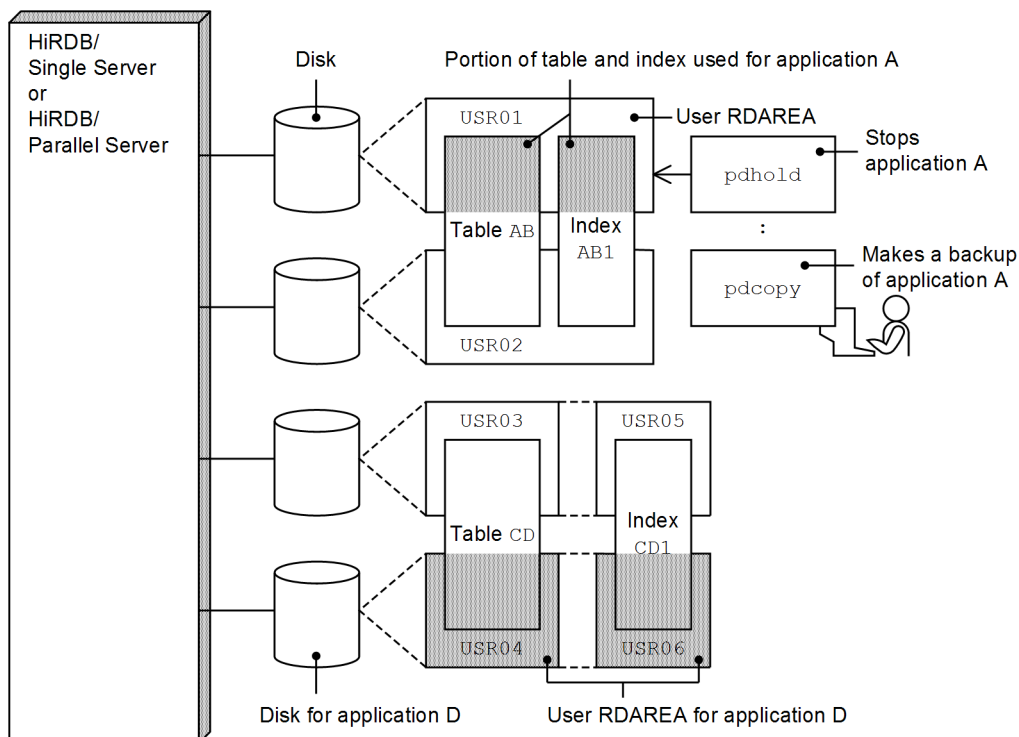 HiRDB/
Single Server
or
HiRDB/
Parallel Server
Disk
Portion of table and index used for application A
USR01
User RDAREA
Stops
application A
pdhold
Table AB
Index
AB1
:
Makes a backup
of application A
pdcopy
USR02
USR03
USR05
Table CD
Index
CD1
USR04
USR06
Disk for application D
User RDAREA for application D